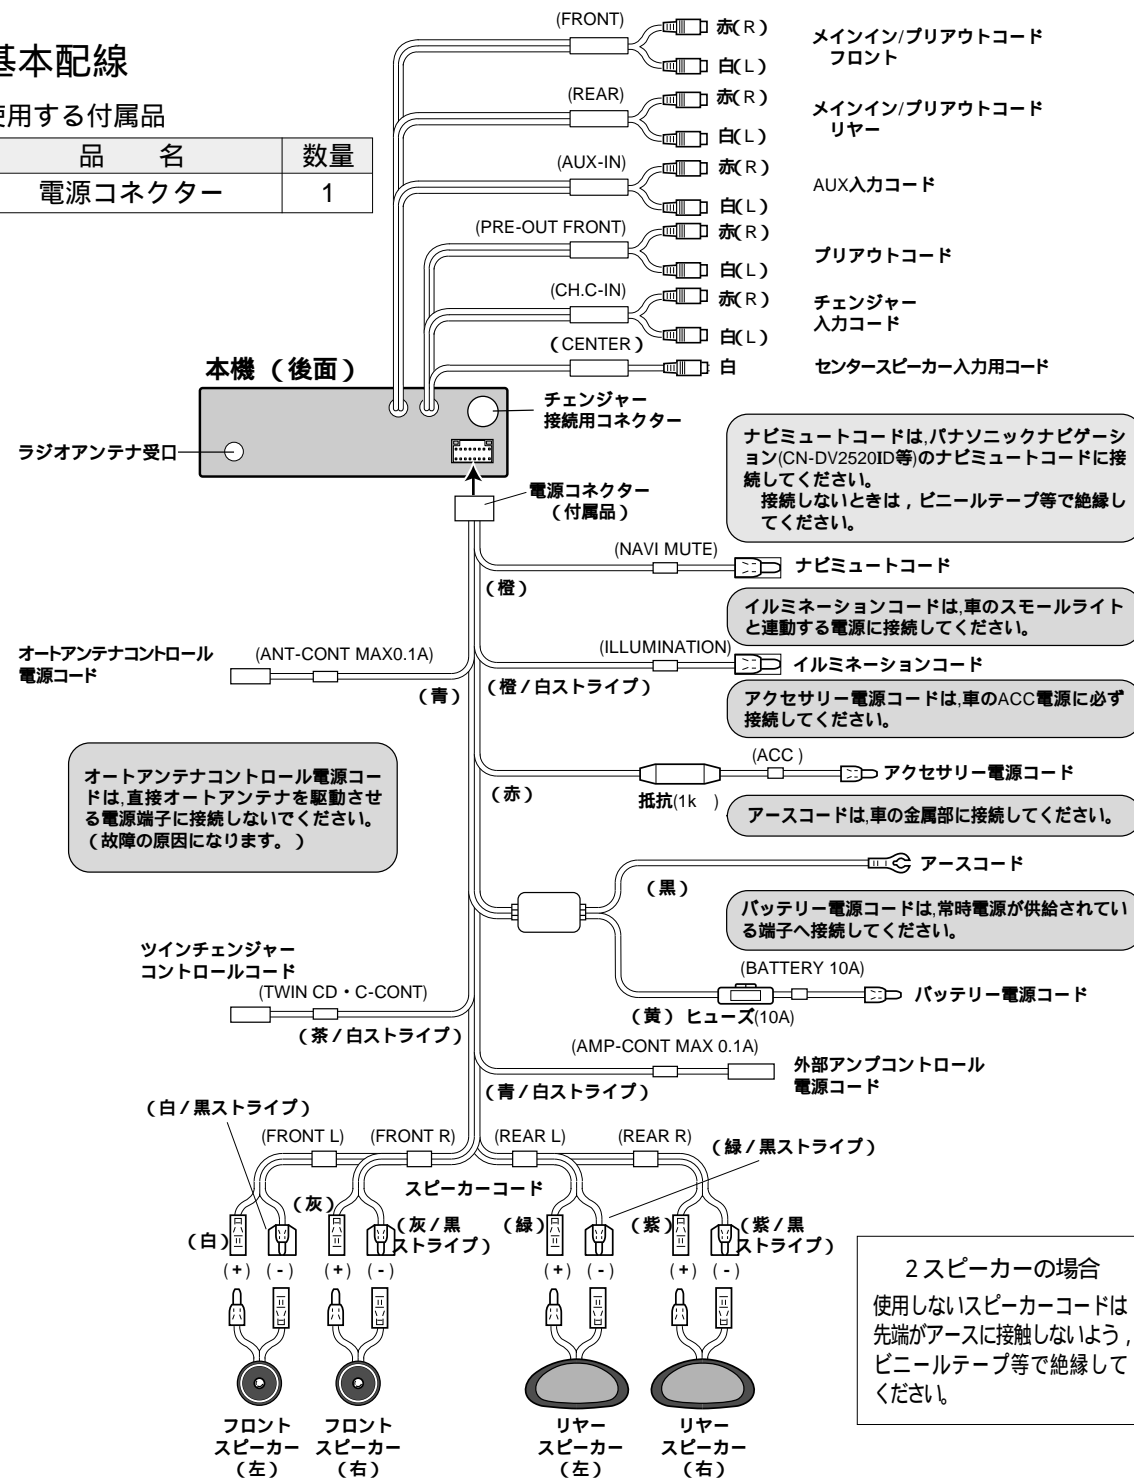 基本配線
使用する付属品
品　名
数量
電源コネクター
1
(FRONT)
赤(R)
白(L)
メインイン/プリアウトコード
フロント
(REAR)
赤(R)
白(L)
メインイン/プリアウトコード
リヤー
(AUX-IN)
赤(R)
白(L)
AUX入力コード
(PRE-OUT FRONT)
赤(R)
白(L)
プリアウトコード
(CH.C-IN)
赤(R)
白(L)
チェンジャー
入力コード
(CENTER)
白
センタースピーカー入力用コード
本機(後面)
チェンジャー
接続用コネクター
ラジオアンテナ受口
電源コネクター
(付属品)
ナビミュートコードは,パナソニックナビゲーシ
ョン(CN-DV2520ID等)のナビミュートコードに接
続してください。
接続しないときは,ビニールテープ等で絶縁し
てください。
(NAVI MUTE)
ナビミュートコード
(橙)
イルミネーションコードは,車のスモールライト
と連動する電源に接続してください。
(ILLUMINATION)
イルミネーションコード
(橙/白ストライプ)
オートアンテナコントロール
電源コード
(ANT-CONT MAX0.1A)
(青)
アクセサリー電源コードは,車のACC電源に必ず
接続してください。
(ACC)
アクセサリー電源コード
(赤)
抵抗(1k )
オートアンテナコントロール電源コー
ドは,直接オートアンテナを駆動させ
る電源端子に接続しないでください。
(故障の原因になります。)
アースコードは,車の金属部に接続してください。
アースコード
(黒)
バッテリー電源コードは,常時電源が供給されてい
る端子へ接続してください。
(BATTERY 10A)
バッテリー電源コード
(黄)
ヒューズ(10A)
ツインチェンジャー
コントロールコード
(TWIN CD・C-CONT)
(茶/白ストライプ)
(AMP-CONT MAX 0.1A)
外部アンプコントロール
電源コード
(青/白ストライプ)
(白/黒ストライプ)
(FRONT L)
(FRONT R)
(REAR L)
(REAR R)
(緑/黒ストライプ)
スピーカーコード
(白)
(灰)
(灰/黒
ストライプ)
(緑)
(紫)
(紫/黒
ストライプ)
(+)
(-)
(+)
(-)
(+)
(-)
(+)
(-)
フロント
スピーカー
(左)
フロント
スピーカー
(右)
リヤー
スピーカー
(左)
リヤー
スピーカー
(右)
2スピーカーの場合
使用しないスピーカーコードは
先端がアースに接触しないよう,
ビニールテープ等で絶縁して
ください。